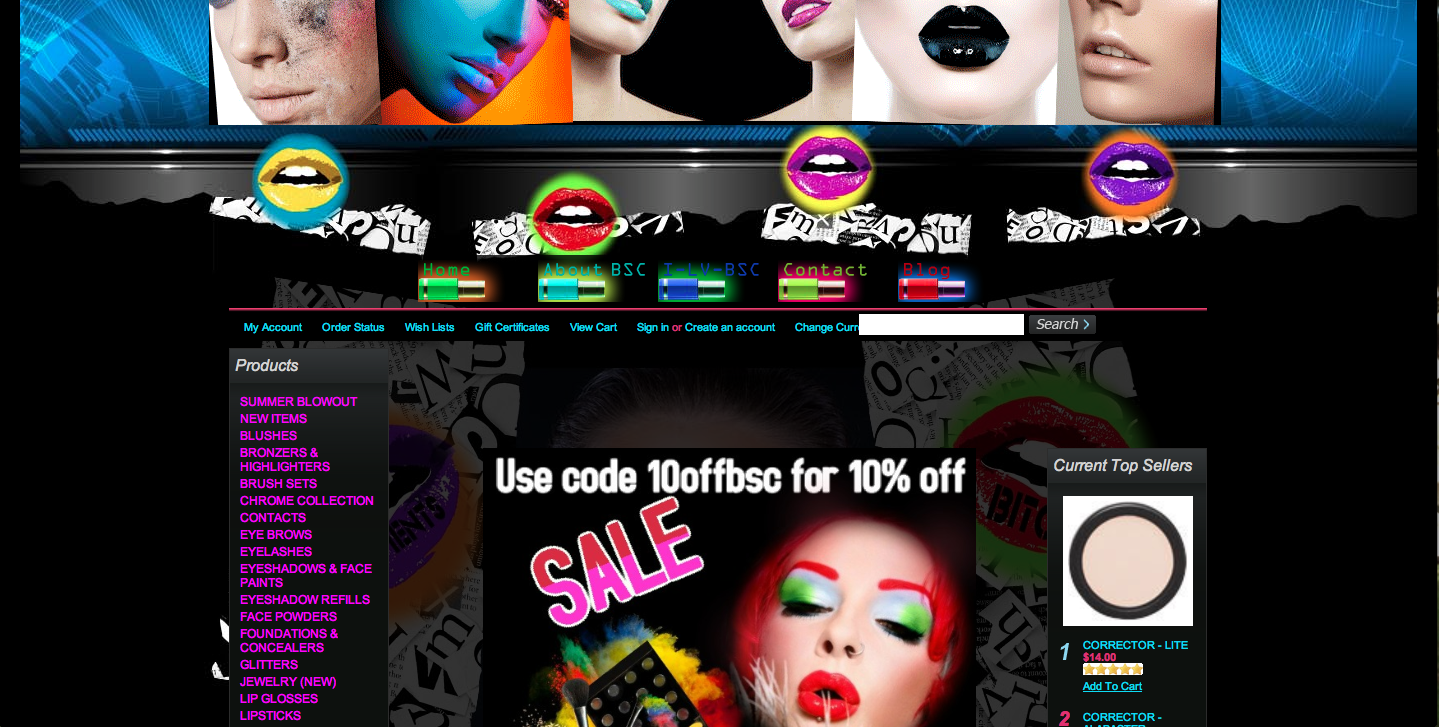 Home
About BSC
I-LV-BSC
Contact
Blog
My Account
Order Status
Wish Lists
Gift Certificates
View Cart
Sign in or Create an account
Change Curre
Search
Products
SUMMER BLOWOUT
NEW ITEMS
BLUSHES
BRONZERS &
HIGHLIGHTERS
BRUSH SETS
CHROME COLLECTION
CONTACTS
EYE BROWS
EYELASHES
EYESHADOWS & FACE
PAINTS
EYESHADOW REFILLS
FACE POWDERS
FOUNDATIONS &
CONCEALERS
GLITTERS
JEWELRY (NEW)
LIP GLOSSES
LIPSTICKS
Use code 10offbsc for 10% off
SALE
Current Top Sellers
1
CORRECTOR - LITE
$14.00
Add To Cart
2
CORRECTOR -